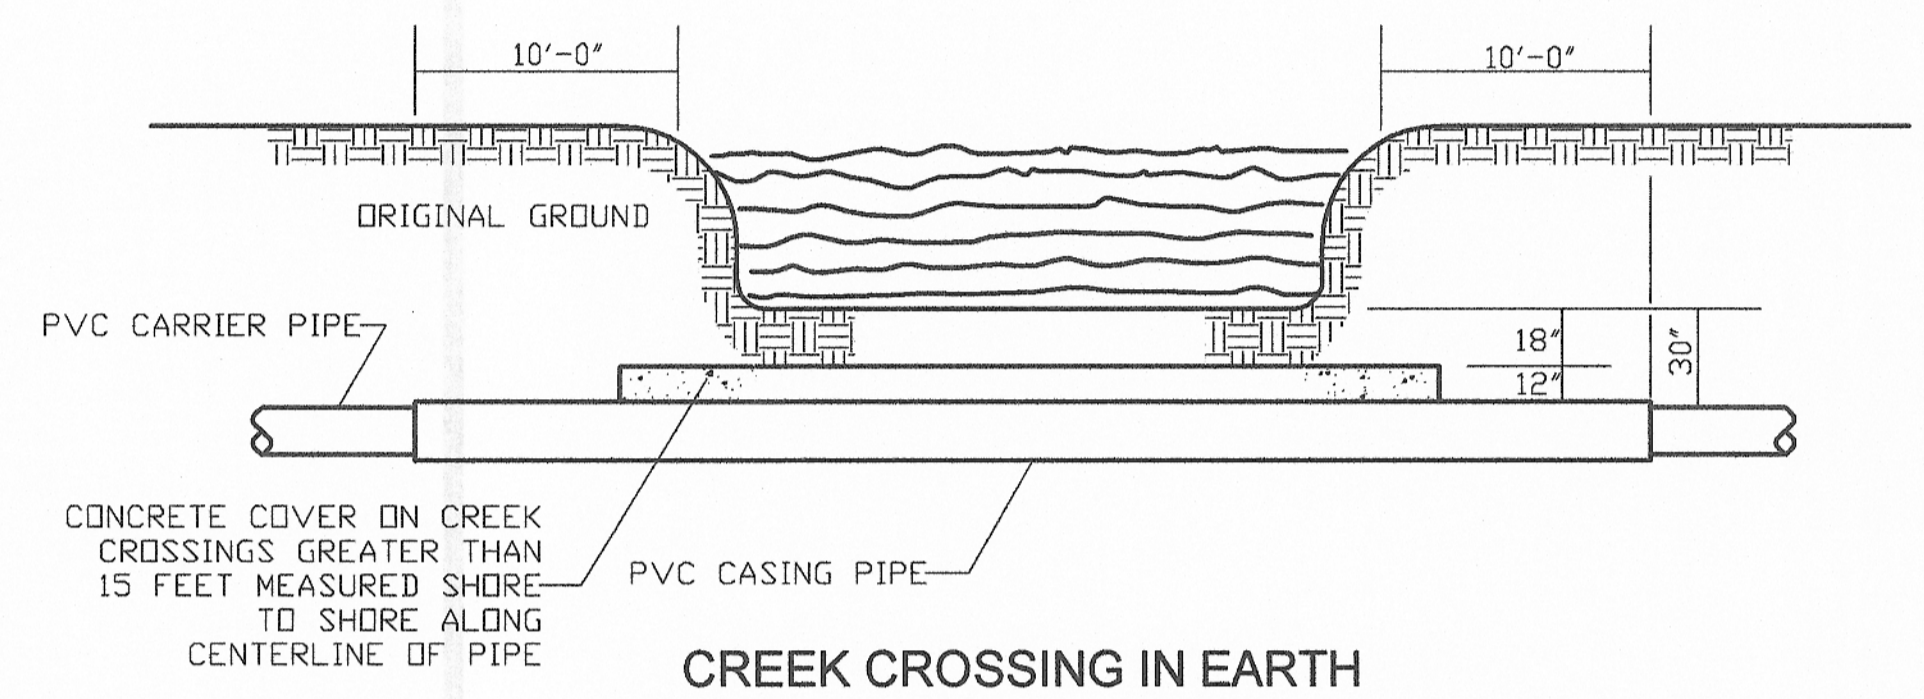 10'-0"
10'-0"
ORIGINAL GROUND
PVC CARRIER PIPE
18"
12"
30"
CONCRETE COVER ON CREEK
CROSSINGS GREATER THAN
15 FEET MEASURED SHORE
TO SHORE ALONG
CENTERLINE OF PIPE
PVC CASING PIPE
CREEK CROSSING IN EARTH